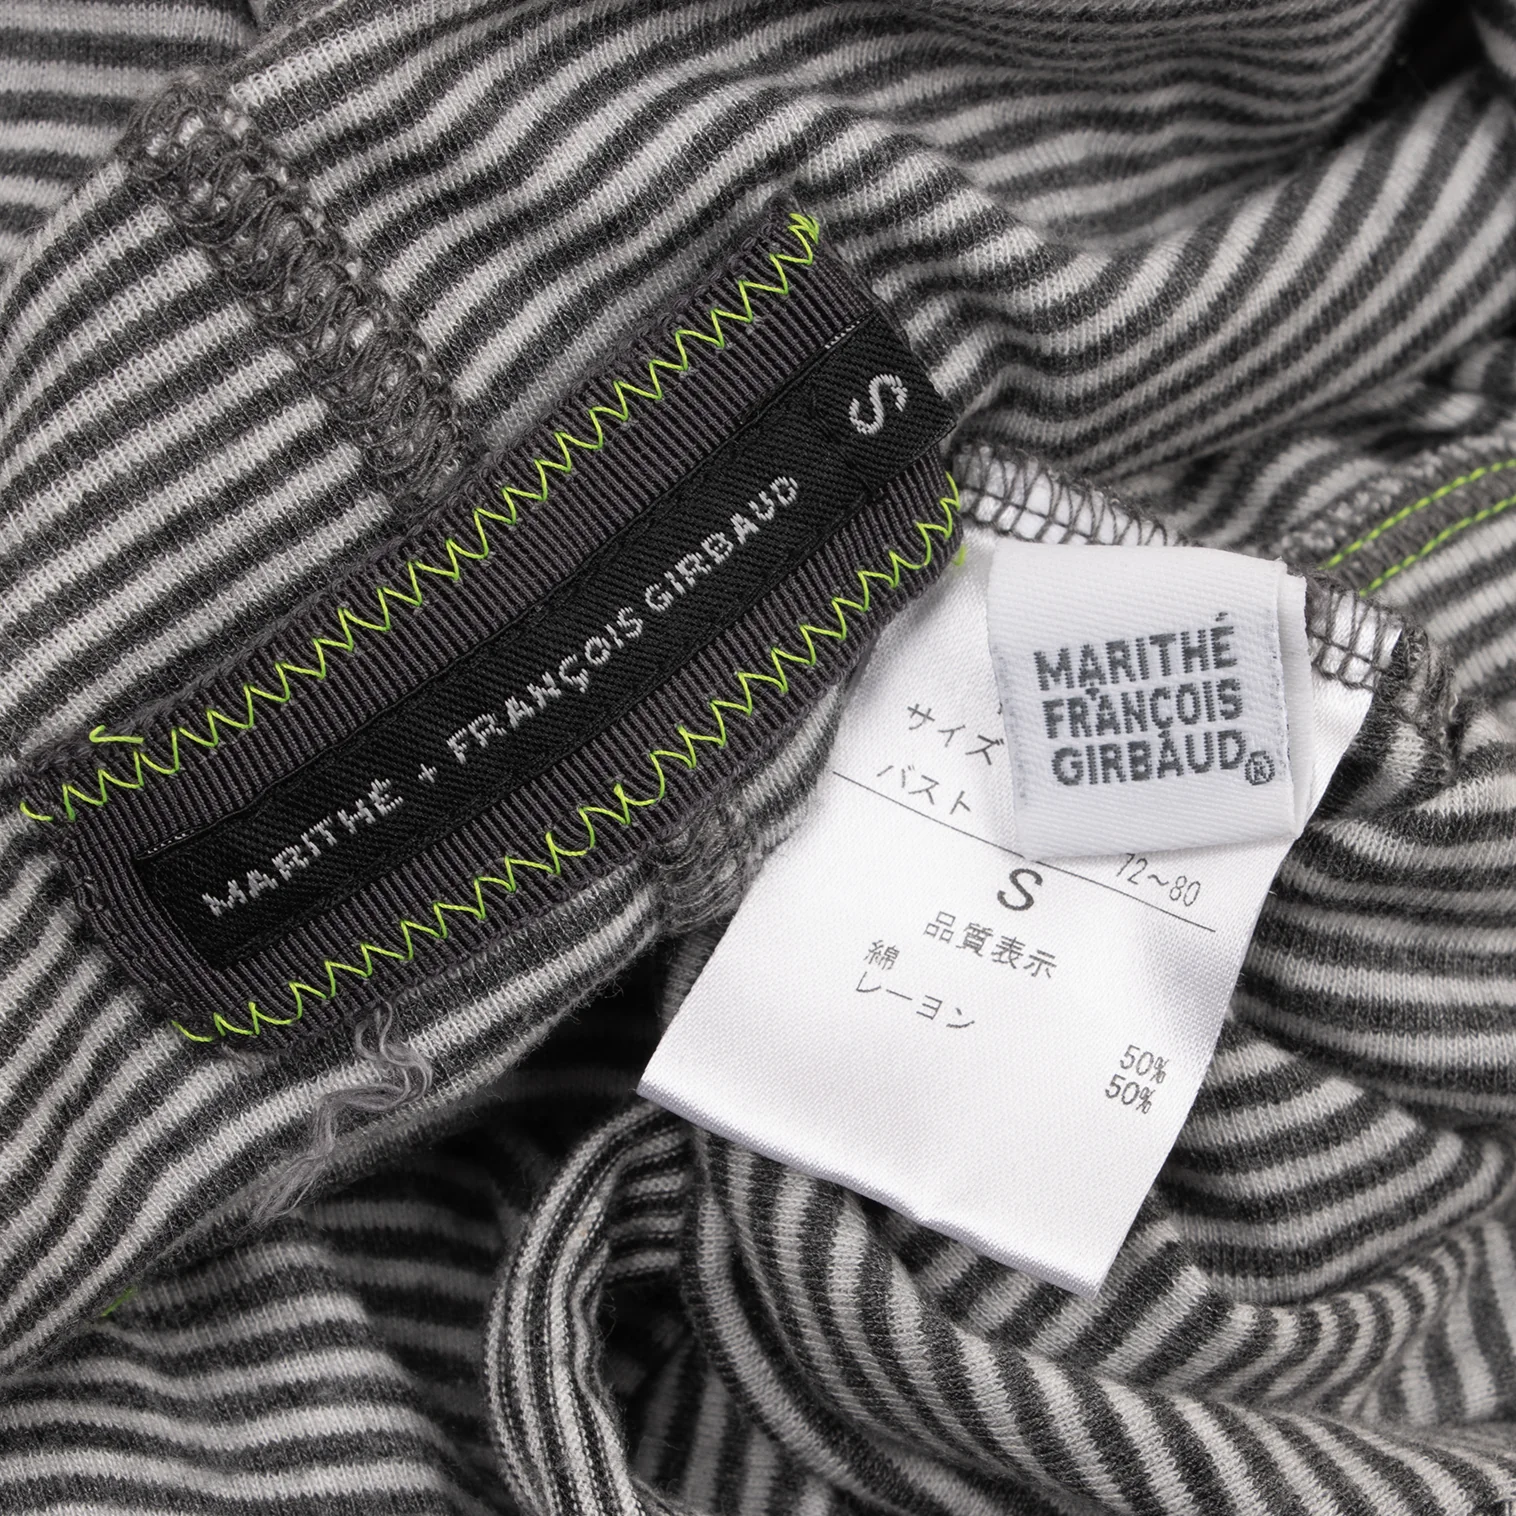 MARITHÉ + FRANÇOIS GIRBAUD
S
MARITHÉ
+
FRANÇOIS
GIRBAUD®
サイズ
バスト 72~80
S
品質表示
綿 50%
レーヨン 50%